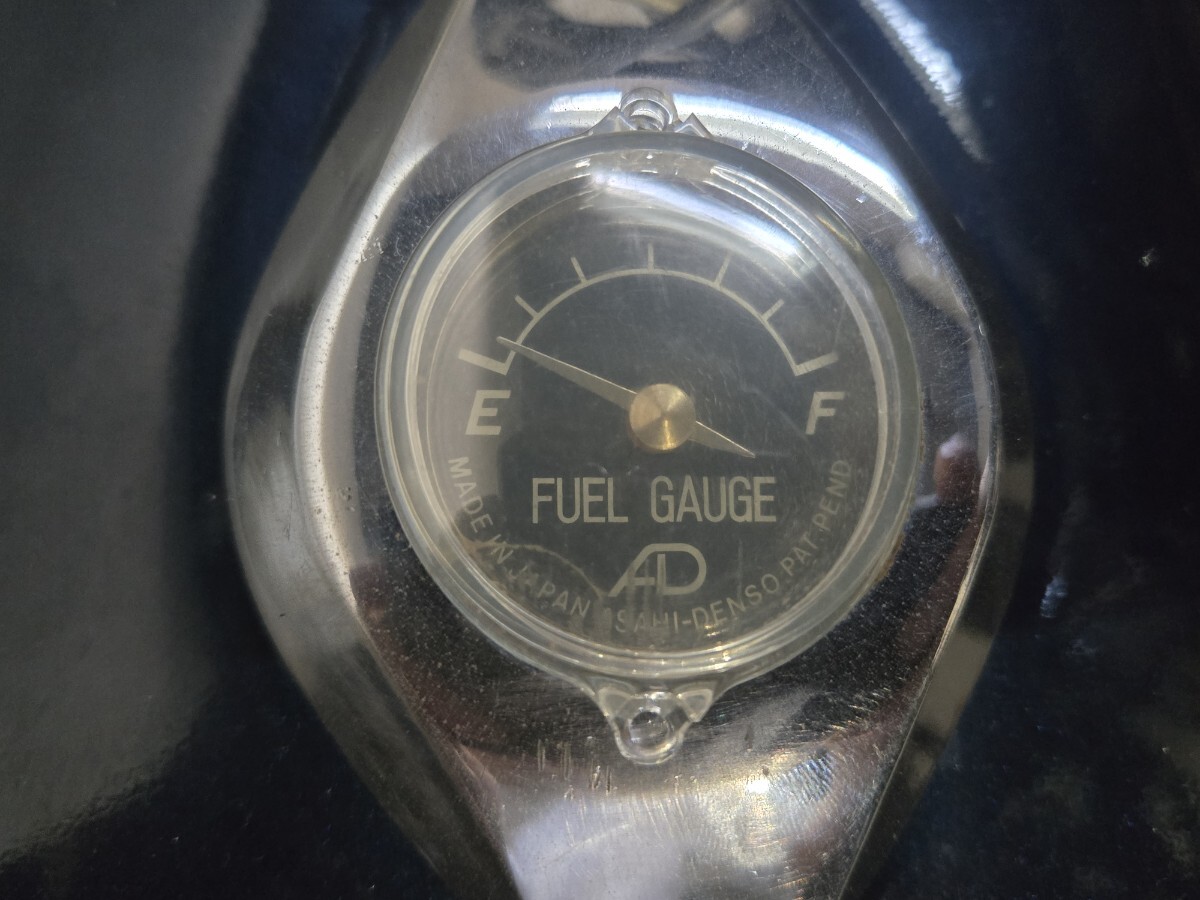 E F
FUEL GAUGE
AD
MADE IN JAPAN ASAHI-DENSO.PAT.PEND